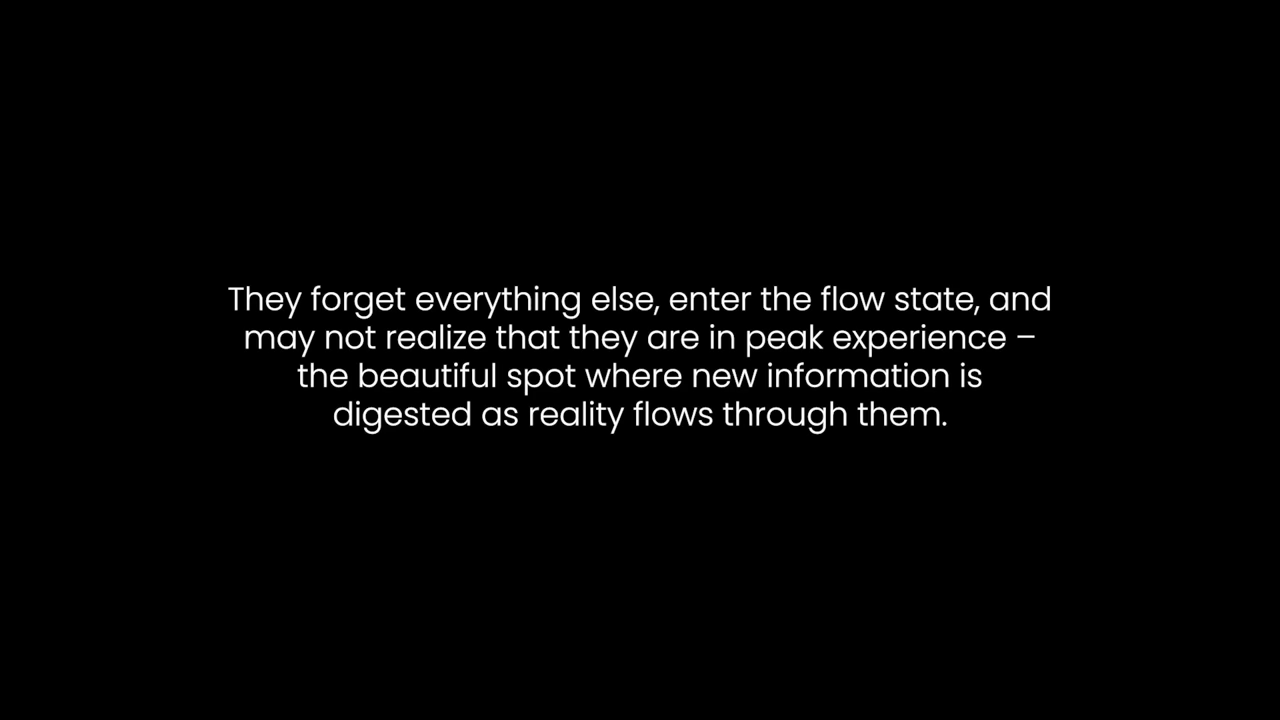 They forget everything else, enter the flow state, and
may not realize that they are in peak experience –
the beautiful spot where new information is
digested as reality flows through them.